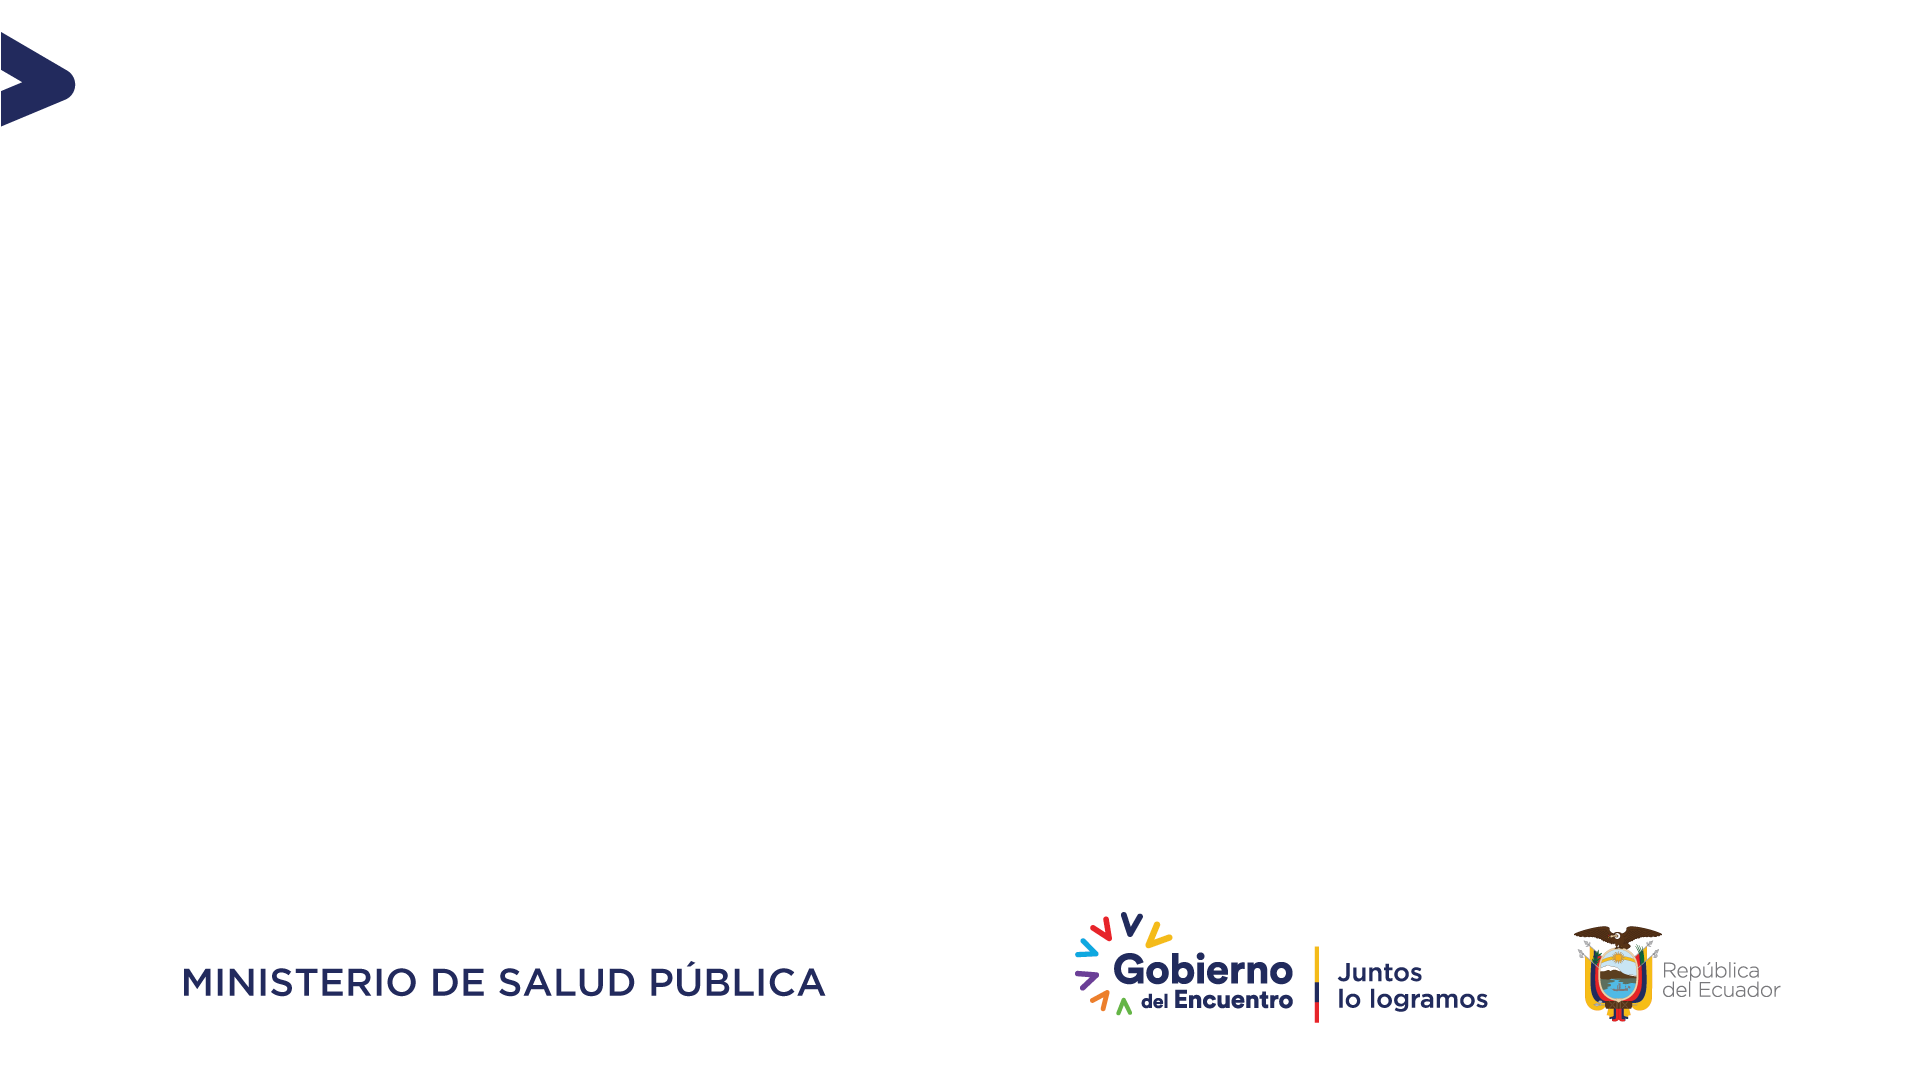 MINISTERIO DE SALUD PÚBLICA
Gobierno
del Encuentro
Juntos
lo logramos
República
del Ecuador